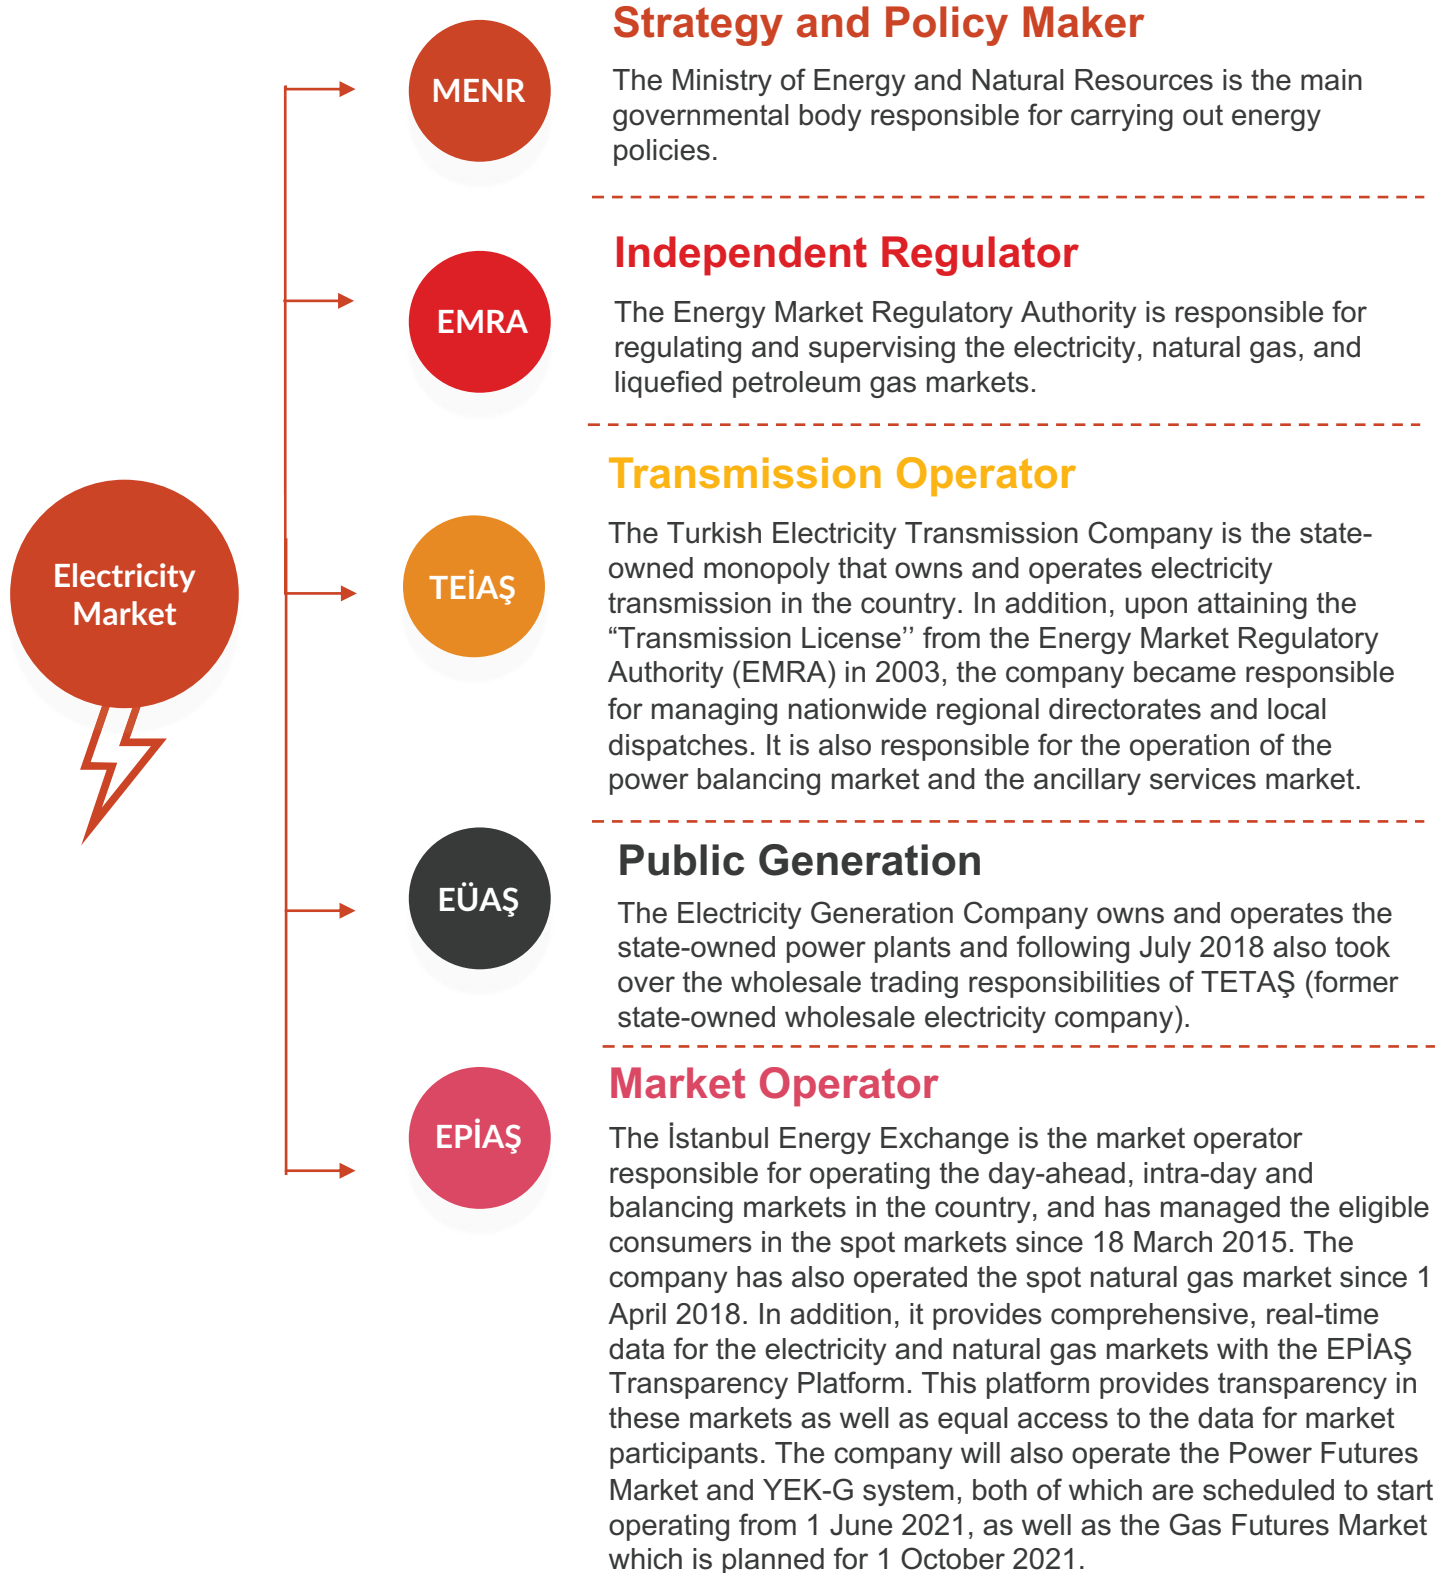 Electricity
Market
MENR
Strategy and Policy Maker
The Ministry of Energy and Natural Resources is the main
governmental body responsible for carrying out energy
policies.
EMRA
Independent Regulator
The Energy Market Regulatory Authority is responsible for
regulating and supervising the electricity, natural gas, and
liquefied petroleum gas markets.
TEİAŞ
Transmission Operator
The Turkish Electricity Transmission Company is the state-
owned monopoly that owns and operates electricity
transmission in the country. In addition, upon attaining the
“Transmission License’’ from the Energy Market Regulatory
Authority (EMRA) in 2003, the company became responsible
for managing nationwide regional directorates and local
dispatches. It is also responsible for the operation of the
power balancing market and the ancillary services market.
EÜAŞ
Public Generation
The Electricity Generation Company owns and operates the
state-owned power plants and following July 2018 also took
over the wholesale trading responsibilities of TETAŞ (former
state-owned wholesale electricity company).
EPİAŞ
Market Operator
The İstanbul Energy Exchange is the market operator
responsible for operating the day-ahead, intra-day and
balancing markets in the country, and has managed the eligible
consumers in the spot markets since 18 March 2015. The
company has also operated the spot natural gas market since 1
April 2018. In addition, it provides comprehensive, real-time
data for the electricity and natural gas markets with the EPİAŞ
Transparency Platform. This platform provides transparency in
these markets as well as equal access to the data for market
participants. The company will also operate the Power Futures
Market and YEK-G system, both of which are scheduled to start
operating from 1 June 2021, as well as the Gas Futures Market
which is planned for 1 October 2021.